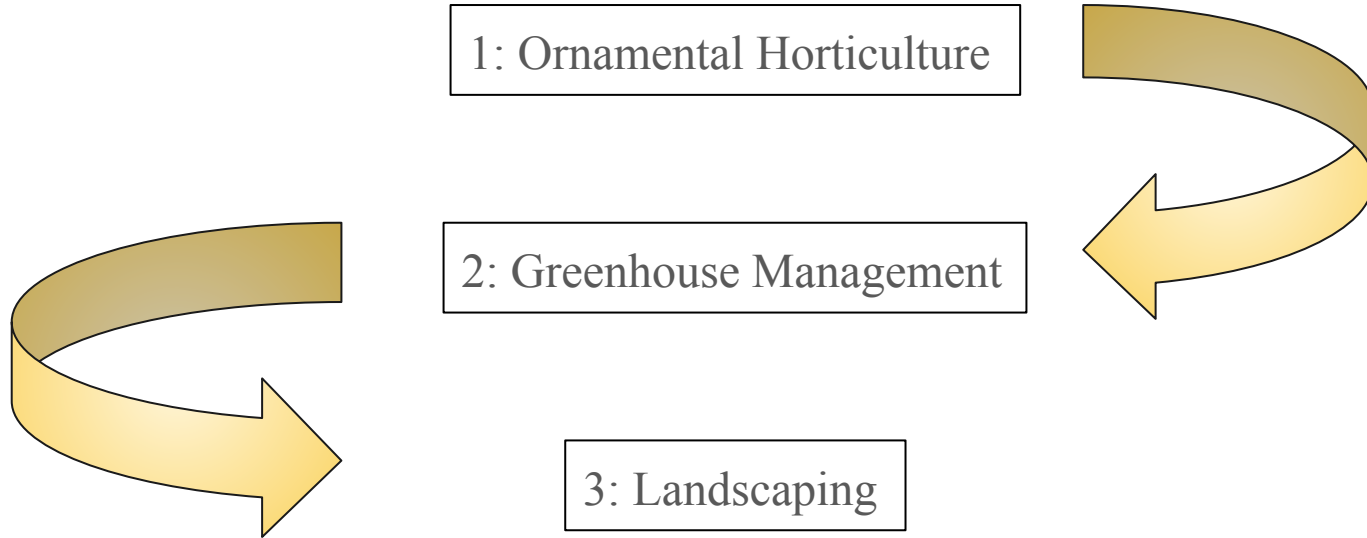 1: Ornamental Horticulture
2: Greenhouse Management
3: Landscaping